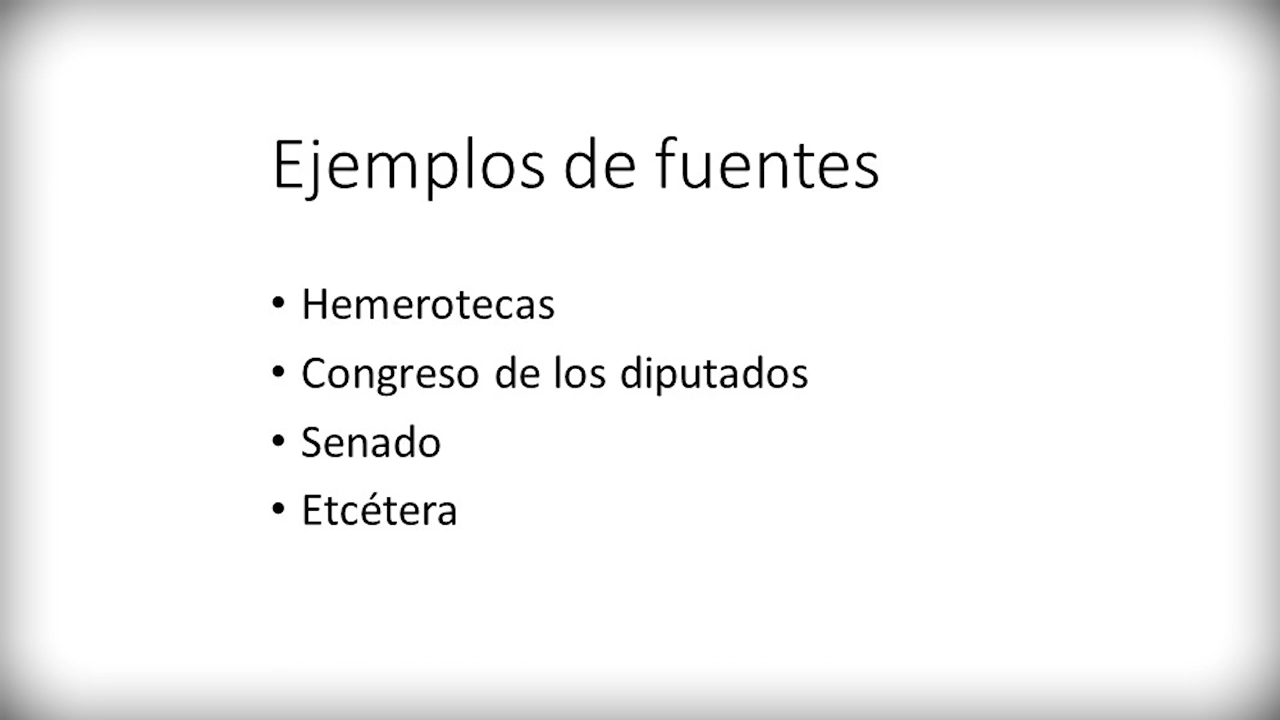 Ejemplos de fuentes
• Hemerotecas
• Congreso de los diputados
• Senado
• Etcétera